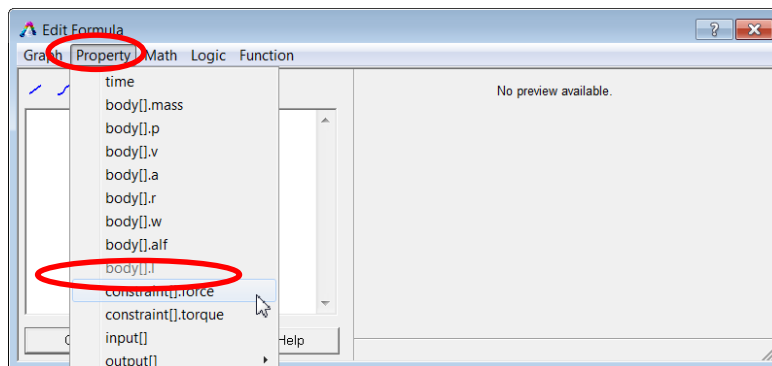 Edit Formula
Graph Property Math Logic Function
time
No preview available.
body[].mass
body[].p
body[].v
body[].a
body[].r
body[].w
body[].alf
body[].I
constraint[].force
constraint[].torque
input[]
Help
output[]